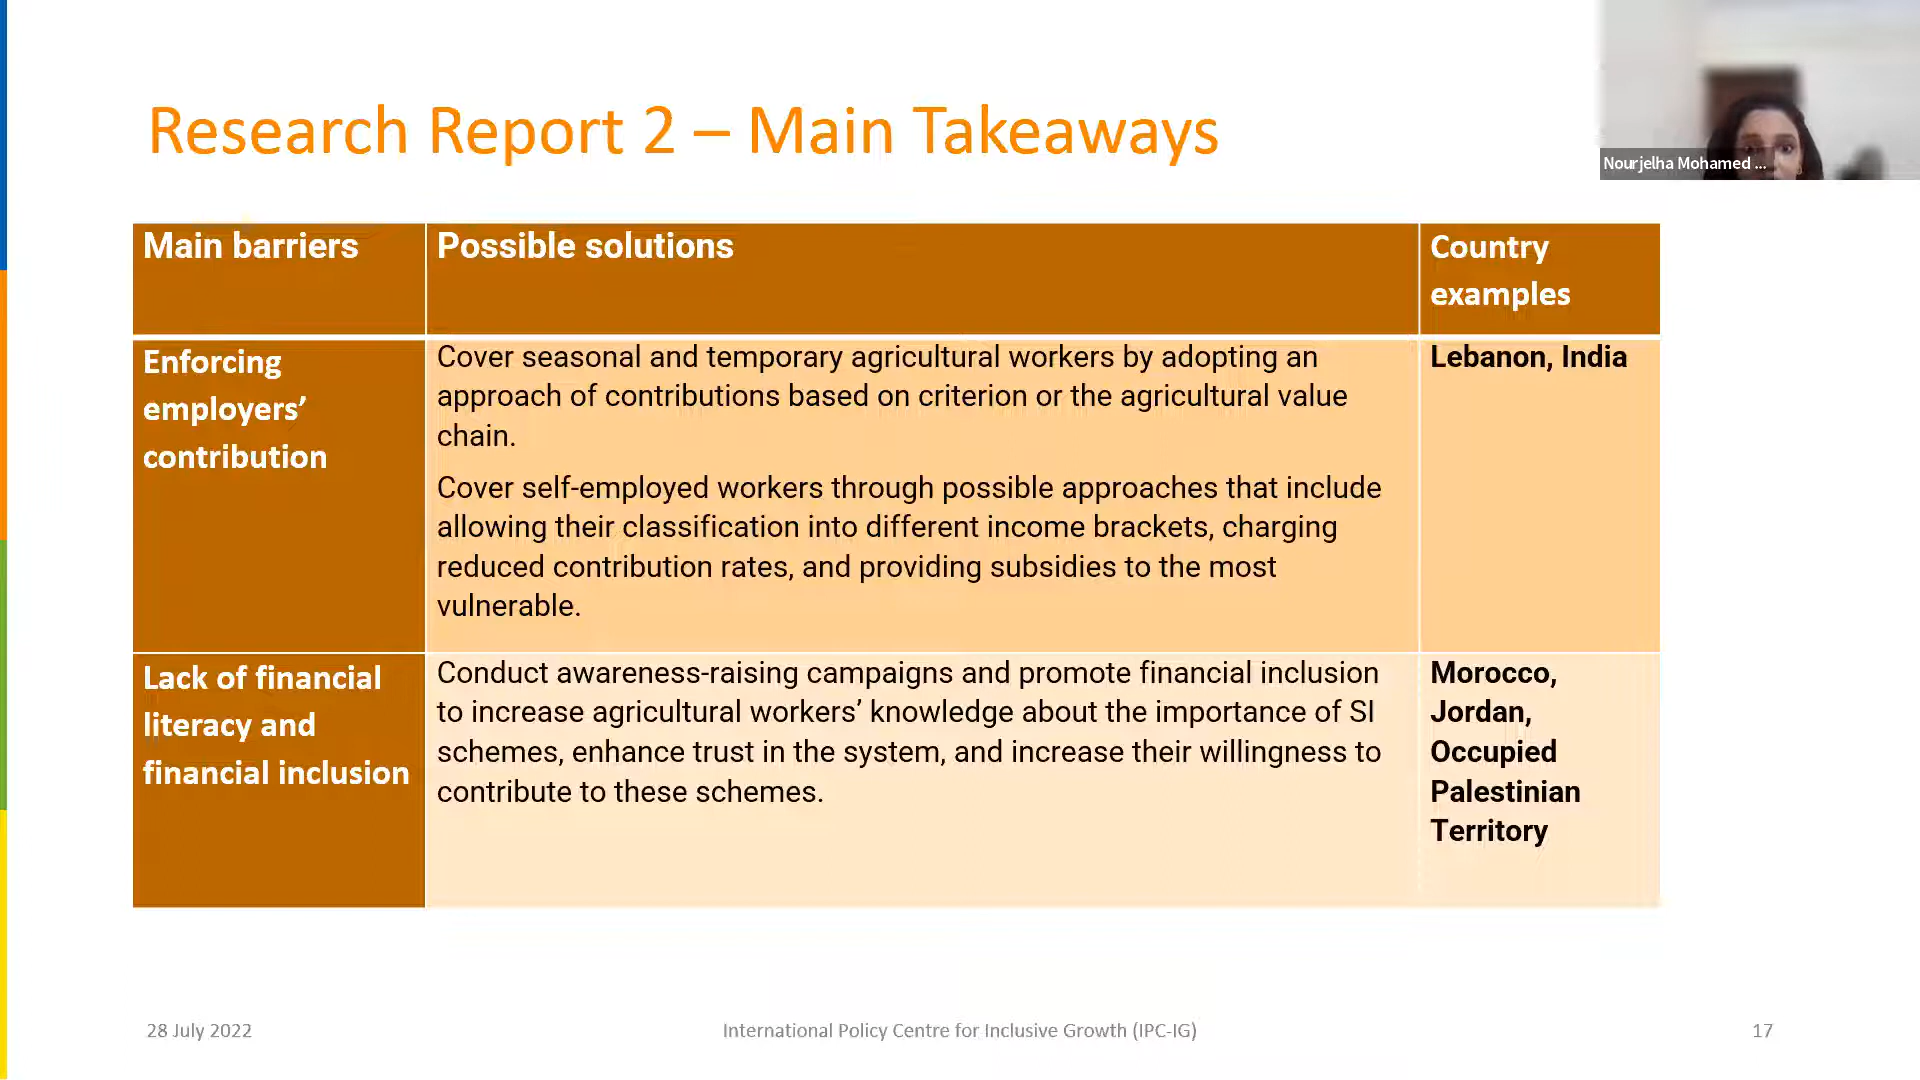 Research Report 2 – Main Takeaways
Nourjelha Mohamed ...
Main barriers
Possible solutions
Country
examples
Enforcing
employers’
contribution
Cover seasonal and temporary agricultural workers by adopting an
approach of contributions based on criterion or the agricultural value
chain.
Cover self-employed workers through possible approaches that include
allowing their classification into different income brackets, charging
reduced contribution rates, and providing subsidies to the most
vulnerable.
Lebanon, India
Lack of financial
literacy and
financial inclusion
Conduct awareness-raising campaigns and promote financial inclusion
to increase agricultural workers’ knowledge about the importance of SI
schemes, enhance trust in the system, and increase their willingness to
contribute to these schemes.
Morocco,
Jordan,
Occupied
Palestinian
Territory
28 July 2022
International Policy Centre for Inclusive Growth (IPC-IG)
17